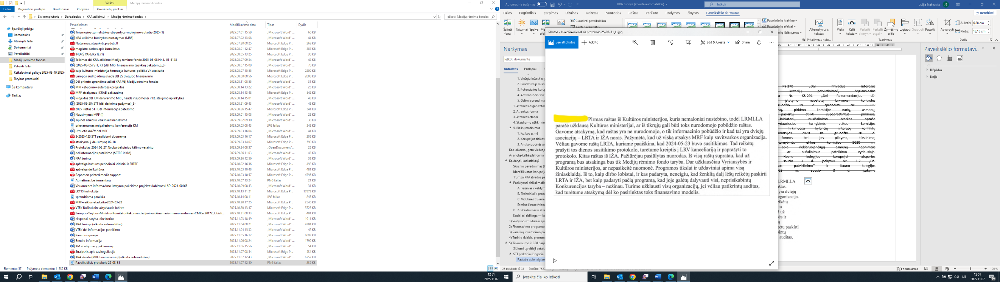 Valdyti
Medijų rėmimo fondas
Failas
Pagrindinis puslapis
Bendrinimas
Rodymas
Paveikslėlių įrankiai
Šis kompiuteris
Darbalaukis
KRA atlikimui
Medijų rėmimo fondas
Ieškoti: Medijų rėmimo fondas
Sparčioji prieiga
Darbalaukis
Atsisiųsti failai
Dokumentai
Paveikslėliai
Medijų rėmimo fondas
Pateikti failai
Reikalavimai galioje 2025-08-19 2025-
Tarybos protokolai
Šis kompiuteris
Tinklas
Pavadinimas Modifikavimo data Tipas Dydis
Tiriamosios-zurnalistikos-stipendijos-mokejimo-sutartis-2025 (1) 2025.07.01 15:59 „Microsoft Word“ ... 60 KB
KRA atlikimo būtinybės nustatymas (MRF) 2025.07.02 13:08 „Microsoft Word“ ... 44 KB
Nutarimas_atsisakyti_pradeti_IT 2025.07.28 08:25 Microsoft Edge P... 269 KB
magistro darbas apie žurnalistus 2025.08.01 12:47 Microsoft Edge P... 387 KB
INDRĖ VAREIKYTĖ (1) 2025.08.05 13:25 Microsoft Edge P... 30 KB
Teikimas dėl KRA atlikimo Medijų rėmimo fonde 2025-08-08 Nr. L-01-6148 2025.08.07 09:34 „Microsoft Word“ ... 42 KB
(2025-08-05) STT, KT (dėl MRF finansavimo taisyklių pakeitimų)_S- 2025.08.07 15:09 „Microsoft Word“ ... 70 KB
kaip kulturos-ministerija-formuoja-kulturos-politika VK ataskaita 2025.08.07 15:55 Microsoft Edge P... 2200 KB
Europos audito rūmų išvada dėl ES dvigubo finansavimo 2025.08.08 08:56 Microsoft Edge P... 2008 KB
Dėl priimto sprendimo atlikti KRA VšĮ Medijų rėmimo fondas 2025.08.11 08:55 „Microsoft Word“ ... 31 KB
MRF+steigimo+sutarties+projektas 2025.08.14 13:22 „Microsoft Word“ ... 25 KB
MRF atsakymas į KRAB paklausimą 2025.08.14 13:48 Microsoft Edge P... 542 KB
Projektas dėl KM dalyvavimo MRF, nauda visuomenei ir kt. steigimo aplinkybės 2025.08.14 15:01 „Microsoft Word“ ... 43 KB
(2025-08-20) STT (dėl derinimo pažymos)_S- 2025.08.21 09:43 „Microsoft Word“ ... 48 KB
2025 raštas STT Dėl informacijos pateikimo 2025.08.26 15:47 Microsoft Edge P... 541 KB
Klausimynas MRF (I) 2025.09.01 15:08 „Microsoft Word“ ... 28 KB
Tipinės rizikos ir veiksniai finansavime 2025.09.02 09:30 „Microsoft Word“ ... 38 KB
prienamumas neįgaliesiems, konferencija KM 2025.09.03 08:43 JPG failas 343 KB
užduotis AAŽV dėl MRF 2025.09.03 16:04 „Microsoft Word“ ... 44 KB
S-2025-123 STT papildomi duomenys 2025.09.03 16:17 Microsoft Edge P... 205 KB
atsakymai į klausimyną 09-18 2025.09.23 14:07 Microsoft Edge P... 590 KB
Protokolas_2024_06_27_Taryba dėl pinigų kėlimo varaintų 2025.09.24 08:37 „OpenDocument“... 25 KB
dėl informacijos pateikimo (SRTRF ir KM) 2025.09.26 11:03 „Microsoft Word“ ... 43 KB
KRA turinys 2025.09.26 12:56 „Microsoft Word“ ... 33 KB
apžvalga kultūros periodiniai leidiniai ir SRTRF 2025.10.02 16:36 Microsoft Edge P... 492 KB
apžvalga dėl kultūros 2025.10.03 10:48 Microsoft Edge P... 481 KB
Report on printed media support 2025.10.03 10:57 Microsoft Edge P... 4795 KB
Atmetimas be komentarų 2025.10.07 13:24 PNG failas 21 KB
Visuomenes informavimo istatymo pakeitimo projektas lobizmas LSD-2024-00166 2025.10.09 08:43 „Microsoft Word“ ... 31 KB
LKT IS instrukcija 2025.10.13 11:21 Microsoft Edge P... 17873 KB
sprendziama paraiska 2025.10.14 08:11 JPG failas 845 KB
MRF-veiklos-ataskaita-2024-03-28 2025.10.20 17:25 Microsoft Edge P... 2546 KB
VTEK Bušinskaitė aktyviausia lobistė 2025.10.30 13:47 Microsoft Edge P... 3723 KB
Europos-Tarybos-Ministru-Komiteto-Rekomendacija-ir-aiskinamasis-memorandumas-CMRec20172_lobisti... 2025.10.31 08:33 Microsoft Edge P... 491 KB
ekspertai, taryba, direktorius 2025.11.03 18:49 „Microsoft Word“ ... 1911 KB
KRA turinys (atkurta automatiškai) 2025.11.04 08:21 „Microsoft Word“ ... 4384 KB
VTEK dėl informacijos pateikimo 2025.11.04 15:32 „Microsoft Word“ ... 42 KB
Paramos gavėjai 2025.11.05 16:12 „Microsoft Word“ ... 6092 KB
Bendra informacija 2025.11.06 08:24 „Microsoft Word“ ... 1799 KB
KM atsakymas į paklausimą 2025.11.06 15:56 „Microsoft Word“ ... 54 KB
Straipsnis apie savireguliaciją 2025.11.07 08:54 Microsoft Edge P... 534 KB
KRA išvada (MRF finansavimas) (atkurta automatiškai) 2025.11.07 12:43 „Microsoft Word“ ... 6757 KB
Paveikslėlisis protokolo 25-03-31 2025.11.07 12:50 PNG failas 236 KB
Elementų: 57 Pažymėta elementų: 1 235 KB
12:51
2025.11.07
Automatinis įrašymas
KRA turinys (atkurta automatiškai)
Ieškoti
Julija Staševska
JS
Failas Pagrindinis Įterpimas Dizainas Maketas Nuorodos Paštas Peržiūra Rodymas Žinynas Paveikslėlio formatas
Bendrinti
Šalinti foną
Taisymai
Spalva
Glaudinti paveikslėlius
Paveikslėlio kraštinė
Paveikslėlio efektai
Alternatyvusis tekstas
Vieta
Kelti tekstą
Perkelti pirmyn
Perkelti atgal
Žymėjimo sritis
Lygiuoti
Grupuoti
Pasukti
Apkarpyti
Aukštis: 6,88 cm
Plotis: 18,15 cm
Tvarkymas
Dydis
Naršymas
Ieškoti dokumente
Antraštės
Puslapiai
1. Viešųjų lėšų skirsty
2. Fondas kaip mišri
3. Potencialios korup
4. Antikorupcinis ver
5. Galimi sprendima
1. Atrankos organizator
2. Atrankos forma
3. Atrankos etapai
4. Skaidrumo užtikrinim
5. Rizikų mažinimas
1. Rizikos esmė
2. Korupcijos rizikos
3. Antikorupcinės pr
Kas laikoma „geru viešuoju
Ar anglų-kalbė platforma
Ką daryti, kad atitiktų?
Skirsnio pavadinimas (
Identifikuotos korupcij
Trumpa KRA išvados pa
Pasiūlymai rizikai mažin
A. Teisiniai ir valdym
B. Techniniai ir proce
C. Vidutinės trukmės
Esminė žinutė (vienu
2. Skaidrumas ir atse
Kodėl tai rizikinga — ko
1) Valdymo struktūra ir spr
2) Finansavimo programos
3) Paraiškų ir vertinimo pro
4) Turinio sklaida, prenume
5) Tinkamumo ir COI barje
Siūlomi „greitieji patais
STT praktiniai žingsniai
Pastaba apie teigiam
Photos - InkedPaveikslėlisis protokolo 25-03-31_LI.jpg
See all photos
Add to
Edit & Create
Share
Pirmas raštas iš Kultūros ministerijos, kuris nemaloniai nustebino, todėl LRMLLA
parašė užklausą Kultūros ministerijai, ar iš tikrųjų gali būti toks nurodomojo pobūdžio raštas.
Gavome atsakymą, kad raštas yra ne nurodomojo, o tik informacinio pobūdžio ir kad tai yra dviejų
asociacijų – LRTA ir IŽA noras. Pažymėta, kad už viską atsakys MRF kaip savitvarkos organizacija.
Vėliau gavome raštą LRTA, kuriame paaiškina, kad 2024-05-23 buvo susitikimas. Tad reikėtų
prašyti tos dienos susitikimo protokolo, turėtume kreiptis į LRV kanceliariją ir paprašyti to
protokolo. Kitas raštas iš IŽA. Pažiūrėjau pasiūlytas nuorodas. Iš visų raštų supratau, kad už
programą bus atsakinga bus tik Medijų rėmimo fondo taryba. Dar užklausčiau Vyriausybės ir
Kultūros ministerijos, ar nepasikeitė nuomonė. Programos tikslai ir uždaviniai apima visą
žiniasklaidą. Iš to, kaip dirbo lobistai, ir kas padaryta, neneigiu, kad ženklią dalį lėšų reikėtų paskirti
LRTA ir IŽA, bet kaip padaryti pačią programą, kad joje galėtų dalyvauti visi, neprisikabintų
Konkurencijos taryba – nežinau. Turime užklausti visų organizacijų, jei vėliau patikrintų auditas,
kad turėtume atsakymą dėl ko pasirinktas toks finansavimo modelis.
KS-270 „Dėl Privačius interesus
kriterijų patvirtinimo“, Vyriausiosios
Nr. KS-291 „Dėl Rekomendacijos dėl
įstatymo nuostatų laikymosi kontrolės
ruodžio 19 d. sprendimu Nr. KS-339
pirkimo komisijos narių, asmenų,
paskirtų atlikti supaprastintus pirkimus,
iniciatorių nusišalinimo tvarkos aprašo
yriausiosios tarnybinės etikos komisijos
Pirkimuose kylančių interesų konfliktų
komisijos 2020 m. gruodžio 30 d.
formos bei jos pildymo, tikslinimo,
tarnybinės etikos komisijos 2020 m.
apie deklaruojančiųjų asmenų nepriimtus
ar nušalinimus pateikimo vyriausiajai
Kauno kolegijos korupcijai atsparios
sausio 3 d. įsakymu Nr. 1-2 „Dėl
patvirtinimo“ ir Kauno kolegijos
m. sausio 3 d. įsakymu
LRMLLA
aštas.
yra dviejų
organizacija.
eikėtų
to
d už
bės ir
kėtų paskirti
intų
auditas,
Paveikslėlio formatavi...
Užpildas
Linija
28 puslapis iš 28
Fokusavimas
100 %
Įveskite čia, ko ieškoti
LIT
12:51
2025.11.07